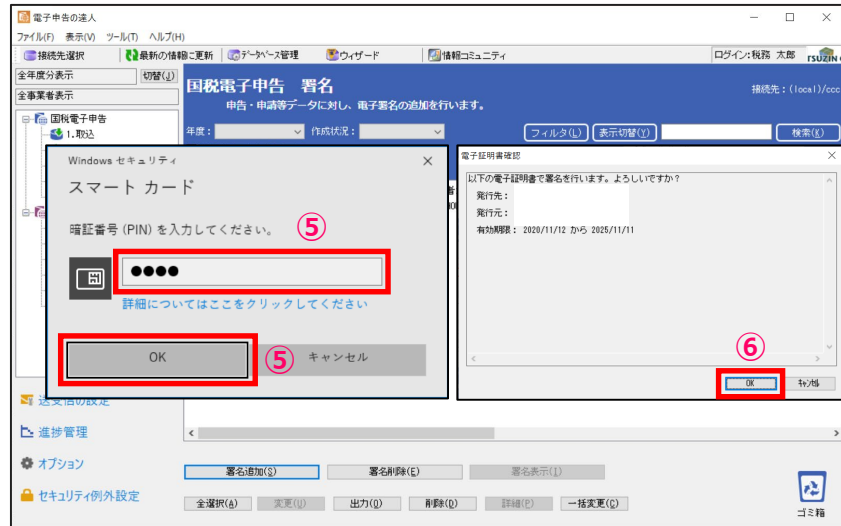 電子申告の達人
ファイル(F) 表示(V) ツール(T) ヘルプ(H)
接続先選択 最新の情報に更新 データベース管理 ウィザード 情報コミュニティ ログイン:税務 太郎
全年度分表示 切替(J)
全事業者表示
国税電子申告 署名
接続先:(local)/ccc
申告・申請等データに対し、電子署名の追加を行います。
国税電子申告
1.取込
年度: 作成状況: フィルタ(L) 表示切替(Y) 検索(K)
Windows セキュリティ
スマート カード
暗証番号 (PIN) を入力してください。 ⑤
●●●●
詳細についてはここをクリックしてください
OK ⑤ キャンセル
電子証明書確認
以下の電子証明書で署名を行います。よろしいですか?
発行先:
発行元:
有効期限: 2020/11/12 から 2025/11/11
⑥
OK キャンセル
送受信の設定
進捗管理
オプション
セキュリティ例外設定
署名追加(S) 署名削除(E) 署名表示(I)
全選択(A) 変更(U) 出力(O) 削除(D) 詳細(P) 一括変更(C)
ゴミ箱